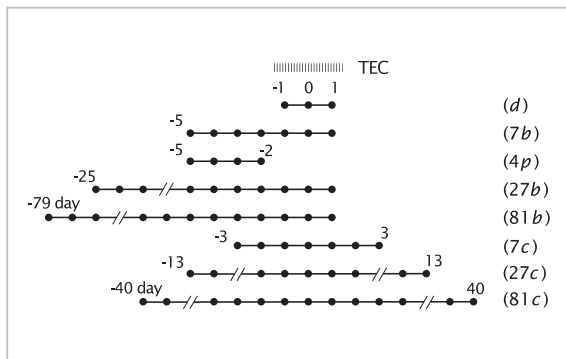 TEC
-1 0 1
(d)
-5 (7b)
-5 -2 (4p)
-25 (27b)
-79 day (81b)
-3 3 (7c)
-13 13 (27c)
-40 day 40 (81c)